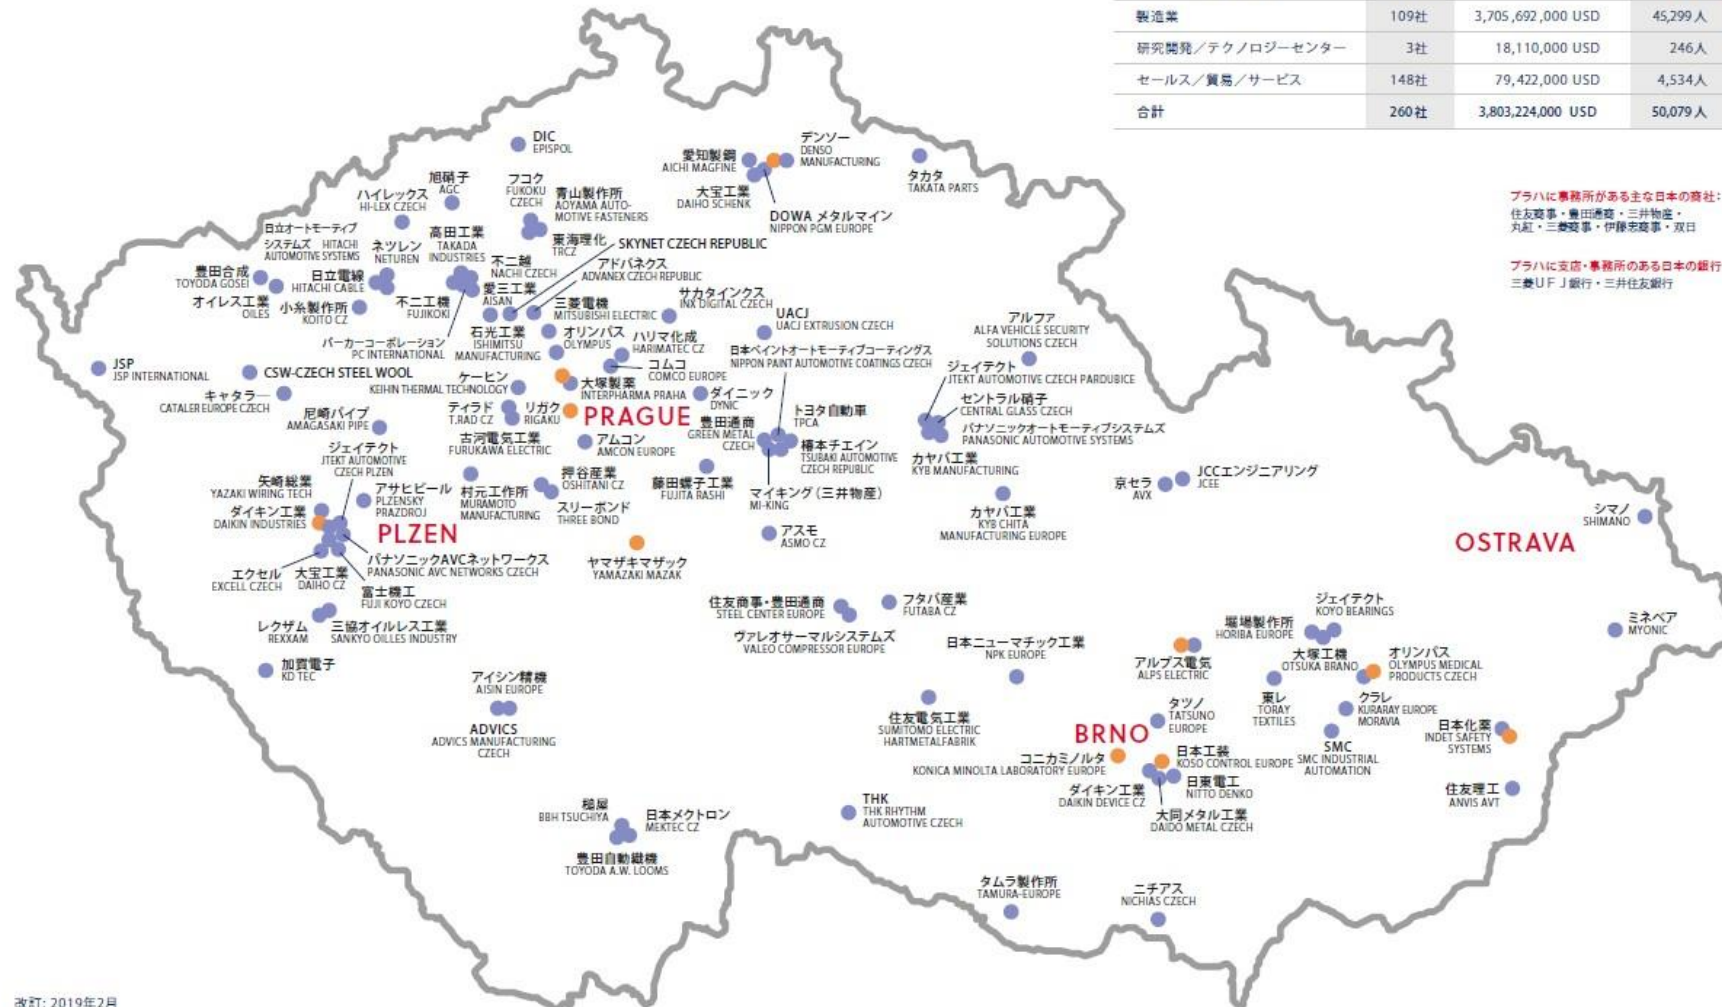 製造業 109社 3,705,692,000 USD 45,299人
研究開発／テクノロジーセンター 3社 18,110,000 USD 246人
セールス／貿易／サービス 148社 79,422,000 USD 4,534人
合計 260社 3,803,224,000 USD 50,079人
プラハに事務所がある主な日本の商社:
住友商事・豊田通商・三井物産・
丸紅・三菱商事・伊藤忠商事・双日
プラハに支店・事務所のある日本の銀行
三菱ＵＦＪ銀行・三井住友銀行
DIC
EPISPOL
愛知製鋼
AICHI MAGFINE
デンソー
DENSO
MANUFACTURING
大宝工業
DAIHO SCHENK
DOWA メタルマイン
NIPPON PGM EUROPE
タカタ
TAKATA PARTS
旭硝子
AGC
ハイレックス
HI-LEX CZECH
フコク
FUKOKU
CZECH
青山製作所
AOYAMA AUTO-
MOTIVE FASTENERS
東海理化
TRCZ
日立オートモーティブ
システムズ HITACHI
AUTOMOTIVE SYSTEMS
ネツレン
NETUREN
高田工業
TAKADA
INDUSTRIES
SKYNET CZECH REPUBLIC
不二越
NACHI CZECH
アドバネクス
ADVANEX CZECH REPUBLIC
豊田合成
TOYODA GOSEI
日立電線
HITACHI CABLE
愛三工業
AISAN
オイレス工業
OILES
小糸製作所
KOITO CZ
不二工機
FUJIKOKI
三菱電機
MITSUBISHI ELECTRIC
サカタインクス
INX DIGITAL CZECH
UACJ
UACJ EXTRUSION CZECH
パーカーコーポレーション
PC INTERNATIONAL
石光工業
ISHIMITSU
MANUFACTURING
オリンパス
OLYMPUS
ハリマ化成
HARIMATEC CZ
日本ペイントオートモーティブコーティングス
NIPPON PAINT AUTOMOTIVE COATINGS CZECH
アルファ
ALFA VEHICLE SECURITY
SOLUTIONS CZECH
JSP
JSP INTERNATIONAL
CSW-CZECH STEEL WOOL
ケーヒン
KEIHIN THERMAL TECHNOLOGY
コムコ
COMCO EUROPE
ジェイテクト
JTEKT AUTOMOTIVE CZECH PARDUBICE
キャタラー
CATALER EUROPE CZECH
大塚製薬
INTERPHARMA PRAHA
ダイニック
DYNIC
セントラル硝子
CENTRAL GLASS CZECH
尼崎パイプ
AMAGASAKI PIPE
ティラド
T.RAD CZ
リガク
RIGAKU
PRAGUE
豊田通商
GREEN METAL
CZECH
トヨタ自動車
TPCA
パナソニックオートモーティブシステムズ
PANASONIC AUTOMOTIVE SYSTEMS
ジェイテクト
JTEKT AUTOMOTIVE
CZECH PLZEN
古河電気工業
FURUKAWA ELECTRIC
アムコン
AMCON EUROPE
椿本チエイン
TSUBAKI AUTOMOTIVE
CZECH REPUBLIC
カヤバ工業
KYB MANUFACTURING
矢崎総業
YAZAKI WIRING TECH
アサヒビール
PLZENSKY
PRAZDROJ
村元工作所
MURAMOTO
MANUFACTURING
押谷産業
OSHITANI CZ
藤田螺子工業
FUJITA RASHI
マイキング(三井物産)
MI-KING
京セラ
AVX
JCCエンジニアリング
JCEE
ダイキン工業
DAIKIN INDUSTRIES
PLZEN
スリーボンド
THREE BOND
アスモ
ASMO CZ
カヤバ工業
KYB CHITA
MANUFACTURING EUROPE
シマノ
SHIMANO
OSTRAVA
エクセル
EXCELL CZECH
大宝工業
DAIHO CZ
パナソニックAVCネットワークス
PANASONIC AVC NETWORKS CZECH
富士機工
FUJI KOYO CZECH
ヤマザキマザック
YAMAZAKI MAZAK
レクザム
REXXAM
三協オイルレス工業
SANKYO OILLES INDUSTRY
住友商事・豊田通商
STEEL CENTER EUROPE
フタバ産業
FUTABA CZ
ヴァレオサーマルシステムズ
VALEO COMPRESSOR EUROPE
日本ニューマチック工業
NPK EUROPE
堀場製作所
HORIBA EUROPE
ジェイテクト
KOYO BEARINGS
ミネベア
MYONIC
加賀電子
KD TEC
アイシン精機
AISIN EUROPE
アルプス電気
ALPS ELECTRIC
大塚工機
OTSUKA BRANO
オリンパス
OLYMPUS MEDICAL
PRODUCTS CZECH
ADVICS
ADVICS MANUFACTURING
CZECH
住友電気工業
SUMITOMO ELECTRIC
HARTMETALFABRIK
タツノ
TATSUNO
EUROPE
東レ
TORAY
TEXTILES
クラレ
KURARAY EUROPE
MORAVIA
日本化薬
INDET SAFETY
SYSTEMS
BRNO
コニカミノルタ
KONICA MINOLTA LABORATORY EUROPE
日本工装
KOSO CONTROL EUROPE
SMC
SMC INDUSTRIAL
AUTOMATION
ダイキン工業
DAIKIN DEVICE CZ
日東電工
NITTO DENKO
住友理工
ANVIS AVT
槌屋
BBH TSUCHIYA
日本メクトロン
MEKTEC CZ
THK
THK RHYTHM
AUTOMOTIVE CZECH
大同メタル工業
DAIDO METAL CZECH
豊田自動織機
TOYODA A.W. LOOMS
タムラ製作所
TAMURA-EUROPE
ニチアス
NICHIAS CZECH
改訂: 2019年2月